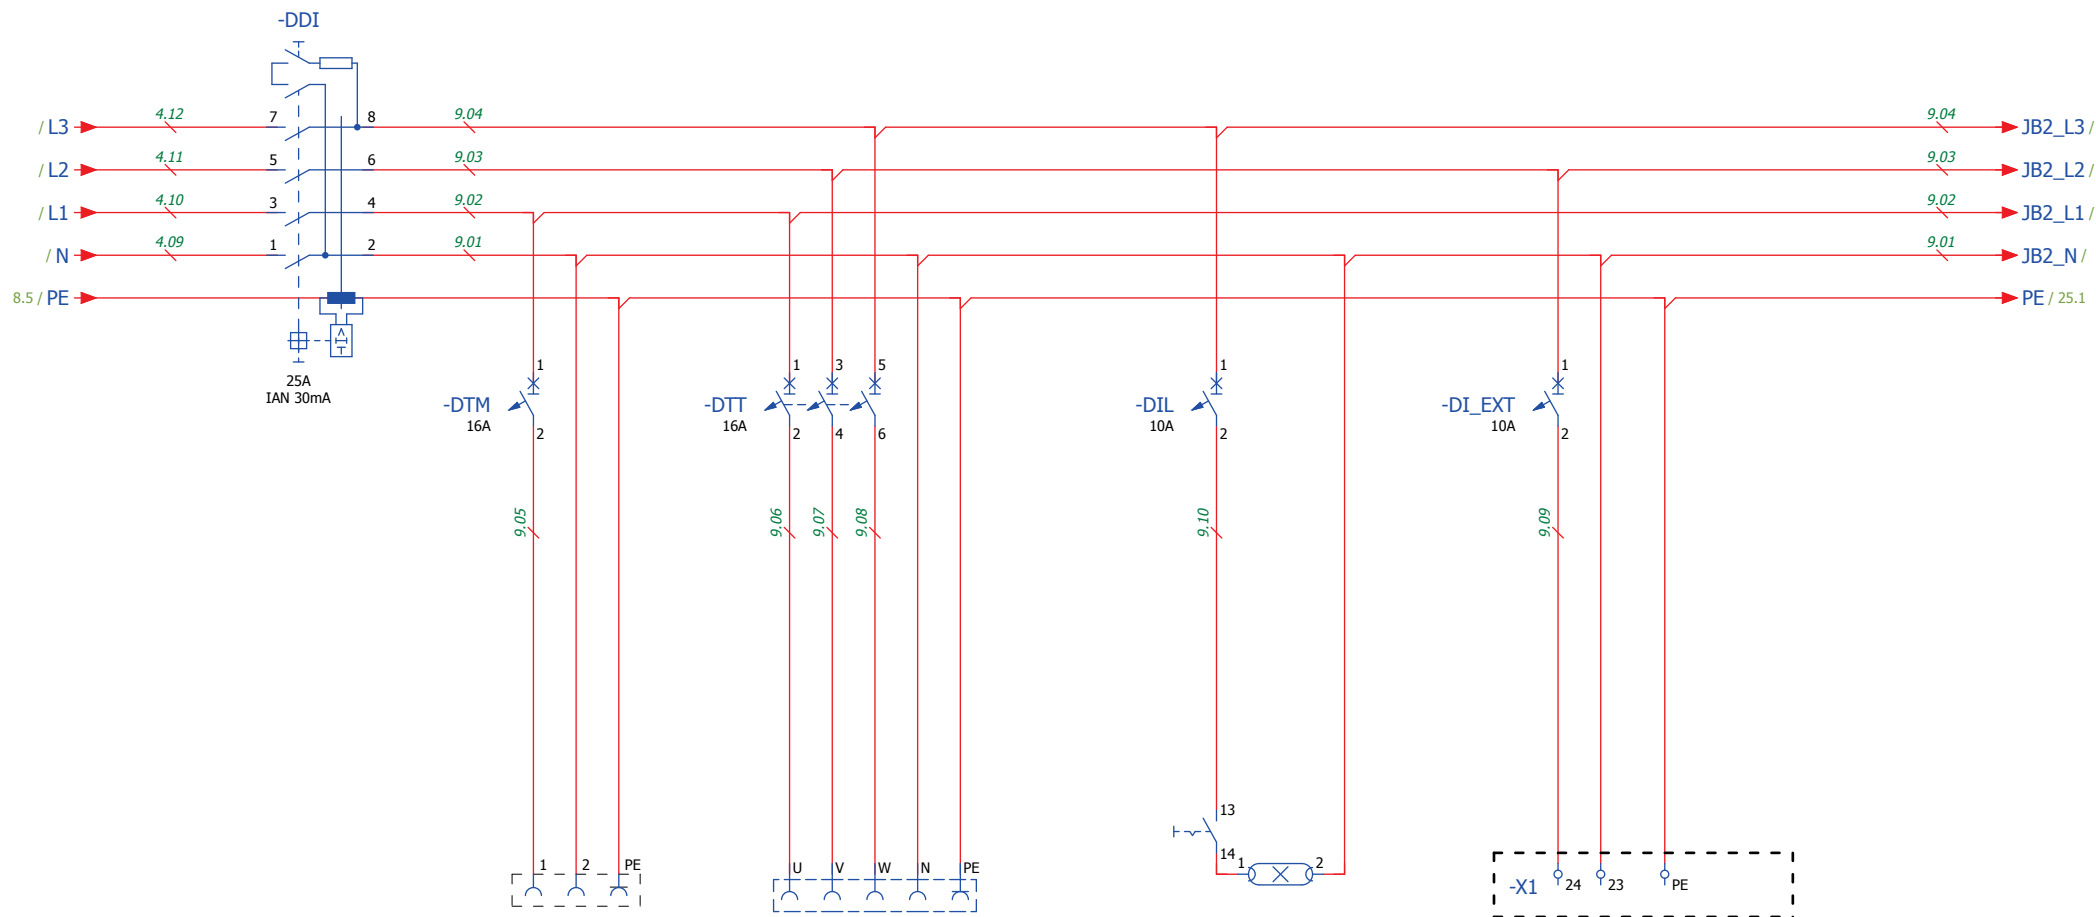 -DDI
/ L3 4.12 7 8 9.04 9.04 JB2_L3 /
/ L2 4.11 5 6 9.03 9.03 JB2_L2 /
/ L1 4.10 3 4 9.02 9.02 JB2_L1 /
/ N 4.09 1 2 9.01 9.01 JB2_N /
8.5 / PE PE / 25.1
25A
IAN 30mA
1 1 3 5 1 1
-DTM -DTT -DIL -DI_EXT
16A 16A 10A 10A
2 2 4 6 2 2
9.05 9.06 9.07 9.08 9.10 9.09
13
14
1 2 PE U V W N PE 1 2
-X1 24 23 PE